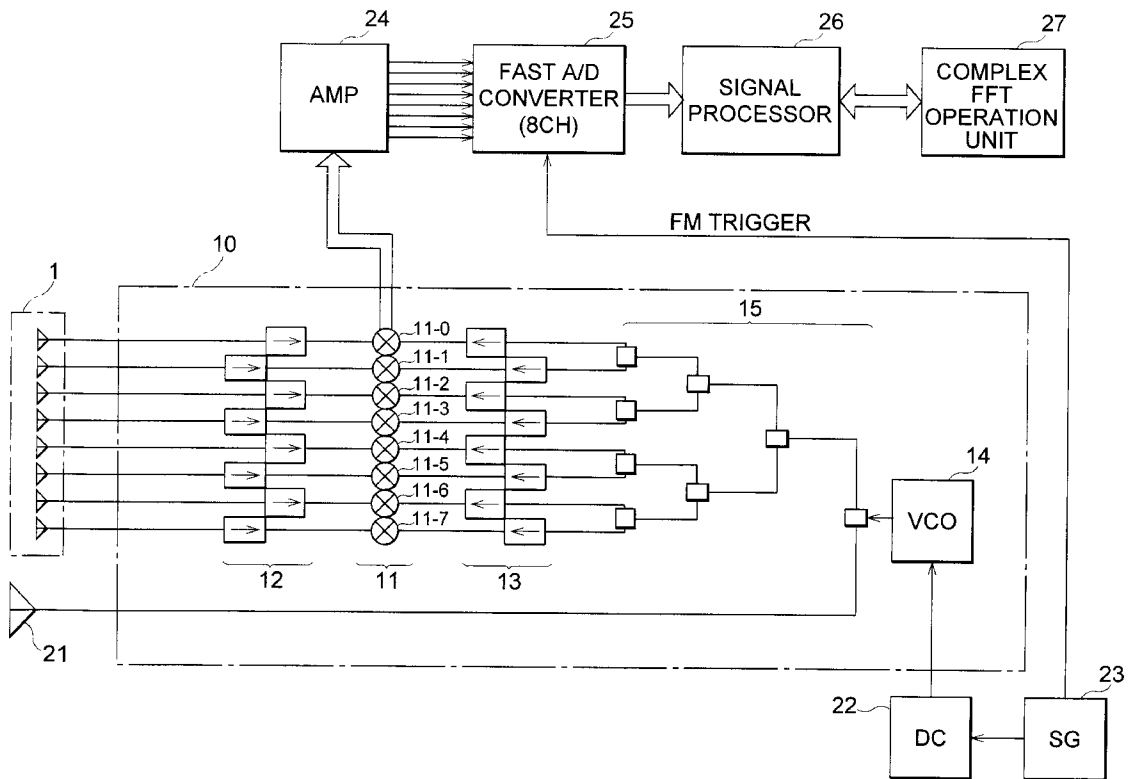 24
25
26
27
AMP
FAST A/D
CONVERTER
(8CH)
SIGNAL
PROCESSOR
COMPLEX
FFT
OPERATION
UNIT
FM TRIGGER
10
1
15
11-0
11-1
11-2
11-3
11-4
11-5
11-6
11-7
14
VCO
12
11
13
21
22
23
DC
SG